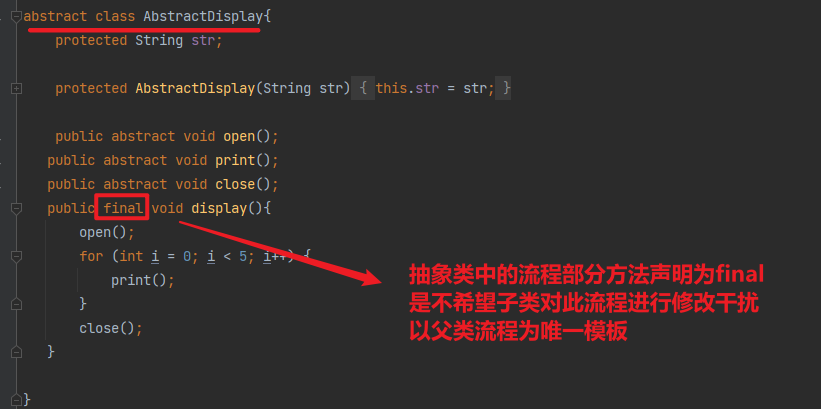 abstract class AbstractDisplay{
protected String str;
protected AbstractDisplay(String str) { this.str = str; }
public abstract void open();
public abstract void print();
public abstract void close();
public final void display(){
open();
for (int i = 0; i < 5; i++) {
print();
}
close();
}
}
抽象类中的流程部分方法声明为final
是不希望子类对此流程进行修改干扰
以父类流程为唯一模板